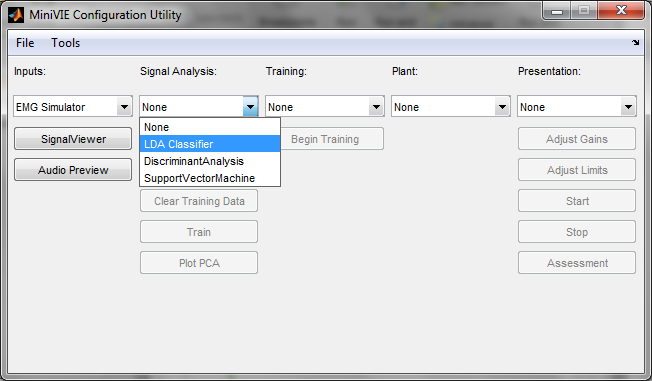 MiniVIE Configuration Utility
File Tools
Inputs: Signal Analysis: Training: Plant: Presentation:
EMG Simulator None None None None
None
LDA Classifier
DiscriminantAnalysis
SupportVectorMachine
SignalViewer Begin Training Adjust Gains
Audio Preview Adjust Limits
Clear Training Data Start
Train Stop
Plot PCA Assessment